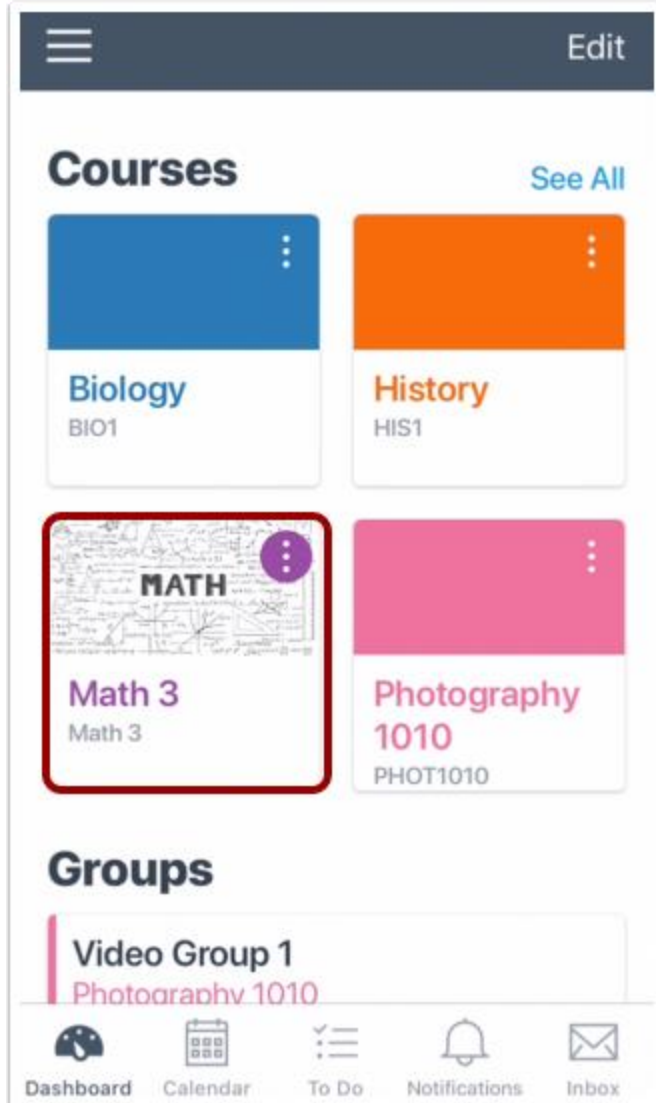 Edit
Courses
See All
Biology
BIO1
History
HIS1
MATH
Math 3
Math 3
Photography
1010
PHOT1010
Groups
Video Group 1
Photography 1010
Dashboard
Calendar
To Do
Notifications
Inbox